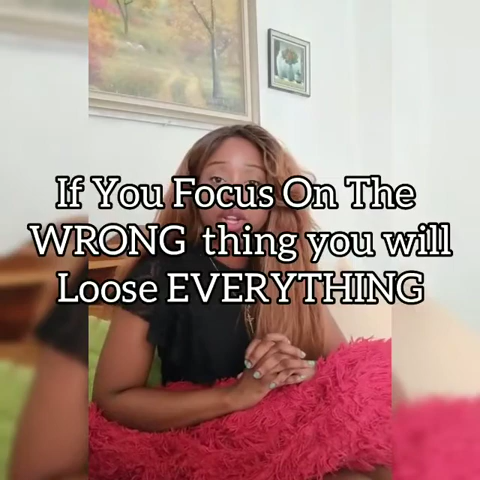 If You Focus On The
WRONG thing you will
Loose EVERYTHING